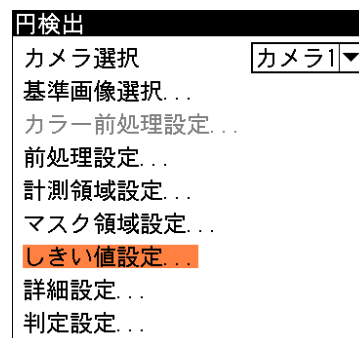 円検出
カメラ選択 カメラ1▼
基準画像選択...
カラー前処理設定...
前処理設定...
計測領域設定...
マスク領域設定...
しきい値設定...
詳細設定...
判定設定...